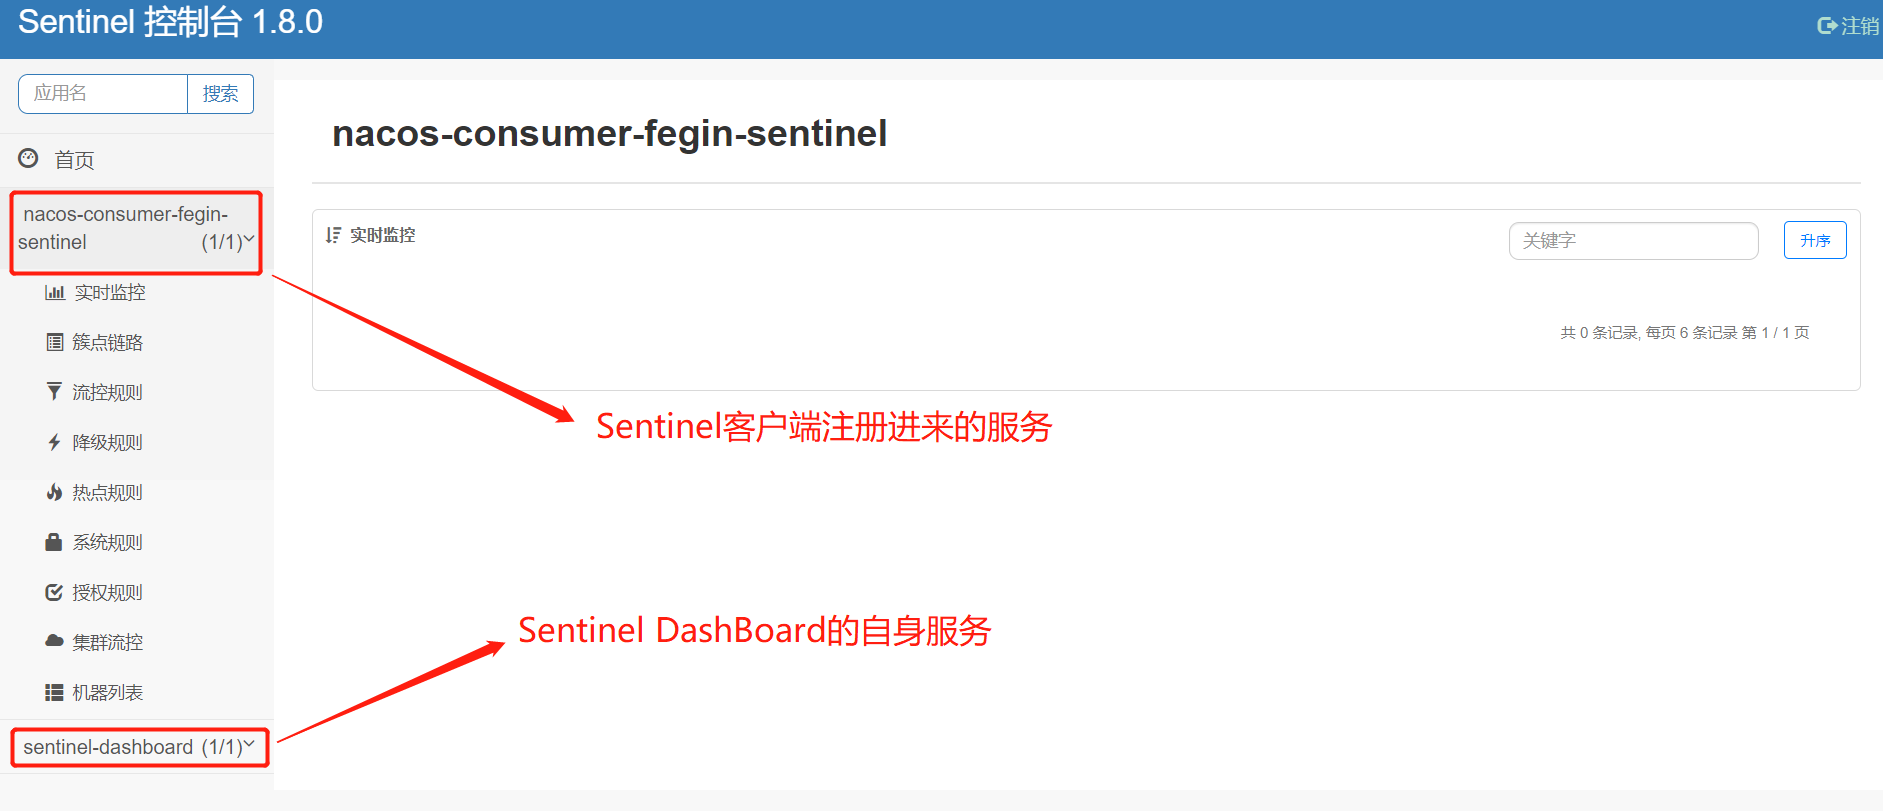 Sentinel 控制台 1.8.0
注销
应用名
搜索
首页
nacos-consumer-fegin-
sentinel (1/1)
实时监控
簇点链路
流控规则
降级规则
热点规则
系统规则
授权规则
集群流控
机器列表
sentinel-dashboard (1/1)
nacos-consumer-fegin-sentinel
实时监控
关键字
升序
共 0 条记录, 每页 6 条记录 第 1 / 1 页
Sentinel客户端注册进来的服务
Sentinel DashBoard的自身服务